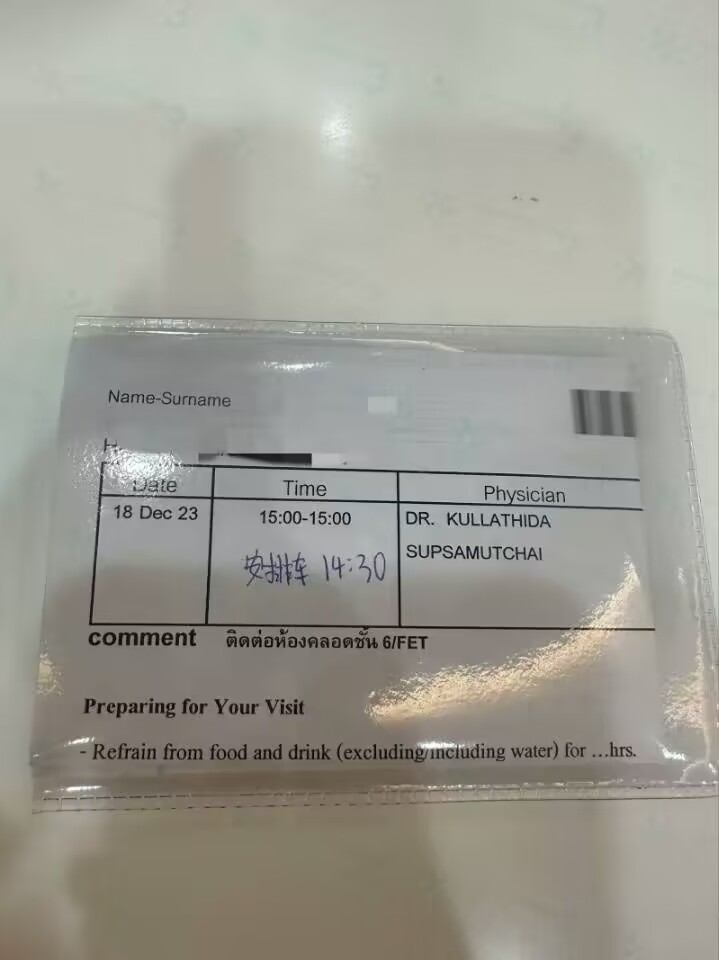 Name-Surname
Date Time Physician
18 Dec 23 15:00-15:00 DR. KULLATHIDA
SUPSAMUTCHAI
安排车 14:30
comment ติดต่อห้องคลอดชั้น 6/FET
Preparing for Your Visit
- Refrain from food and drink (excluding/including water) for ...hrs.